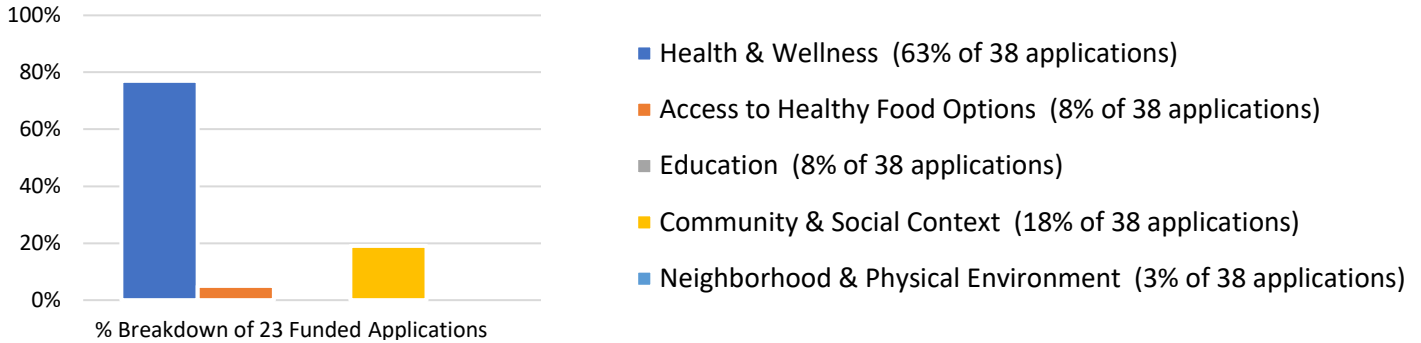 100%
80%
60%
40%
20%
0%
% Breakdown of 23 Funded Applications
Health & Wellness (63% of 38 applications)
Access to Healthy Food Options (8% of 38 applications)
Education (8% of 38 applications)
Community & Social Context (18% of 38 applications)
Neighborhood & Physical Environment (3% of 38 applications)